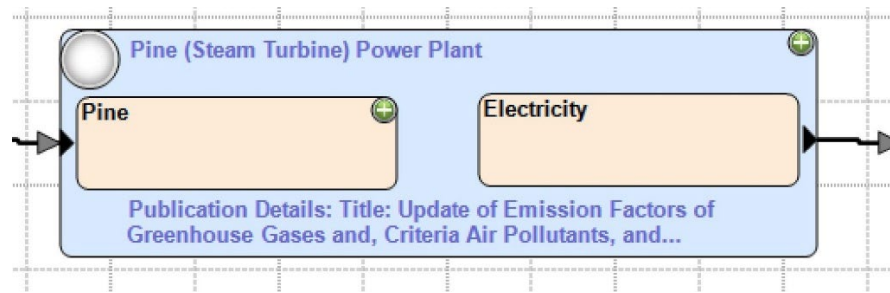 Pine (Steam Turbine) Power Plant
Pine
Electricity
Publication Details: Title: Update of Emission Factors of
Greenhouse Gases and, Criteria Air Pollutants, and...